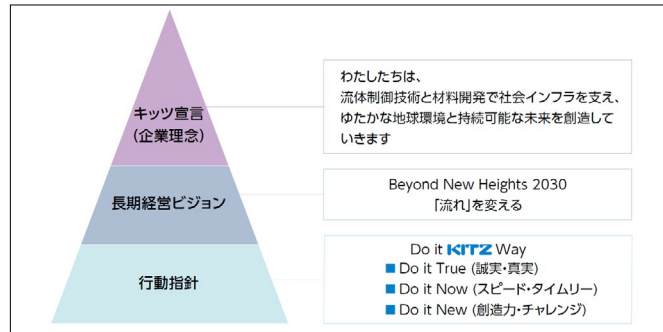 キッツ宣言
(企業理念)
わたしたちは、
流体制御技術と材料開発で社会インフラを支え、
ゆたかな地球環境と持続可能な未来を創造して
いきます
長期経営ビジョン
Beyond New Heights 2030
「流れ」を変える
行動指針
Do it KITZ Way
■ Do it True (誠実・真実)
■ Do it Now (スピード・タイムリー)
■ Do it New (創造力・チャレンジ)